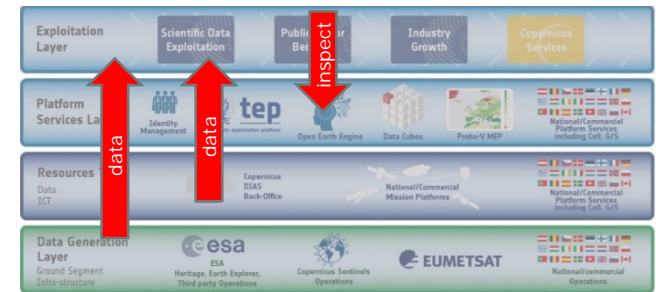 Exploitation
Layer
Scientific Data
Exploitation
Public
Industry
Growth
Copernicus
Services
inspect
Platform
Services
Identity
Management
tep
exploitation platform
Open Earth Engine
Data Cubes
Proba-V MEP
National/Commercial
Platform Services
including Coll. G/S
data
data
Resources
Data
ICT
Copernicus
DIAS
Back-Office
National/Commercial
Mission Platforms
National/Commercial
Platform Services
including Coll. G/S
Data Generation
Layer
Ground Segment
Infra-structure
esa
ESA
Heritage, Earth Explorer,
Third party Operations
Copernicus Sentinels
Operations
EUMETSAT
National/commercial
Operations